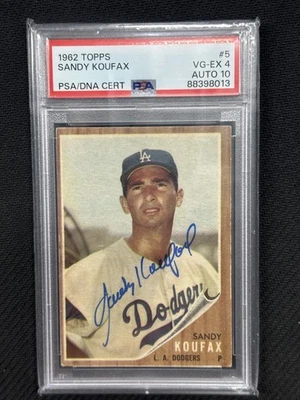 1962 TOPPS #5
SANDY KOUFAX VG-EX 4
AUTO 10
PSA/DNA CERT PSA 88398013
LA
Sandy Koufax
Dodgers
SANDY
KOUFAX
L. A. DODGERS P